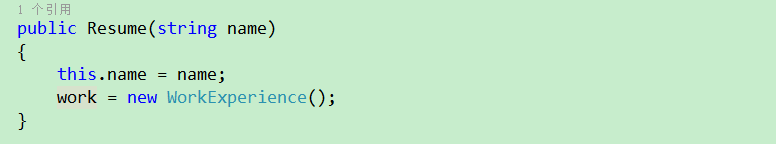 1 个引用
public Resume(string name)
{
    this.name = name;
    work = new WorkExperience();
}